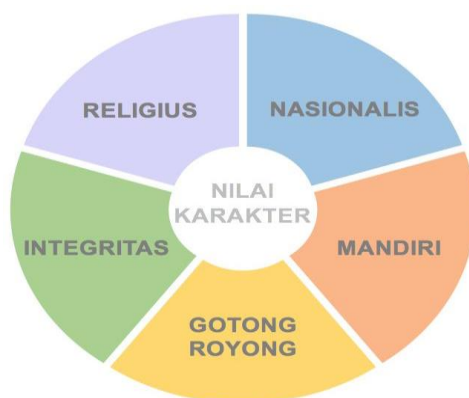 RELIGIUS
NASIONALIS
NILAI
KARAKTER
INTEGRITAS
MANDIRI
GOTONG
ROYONG